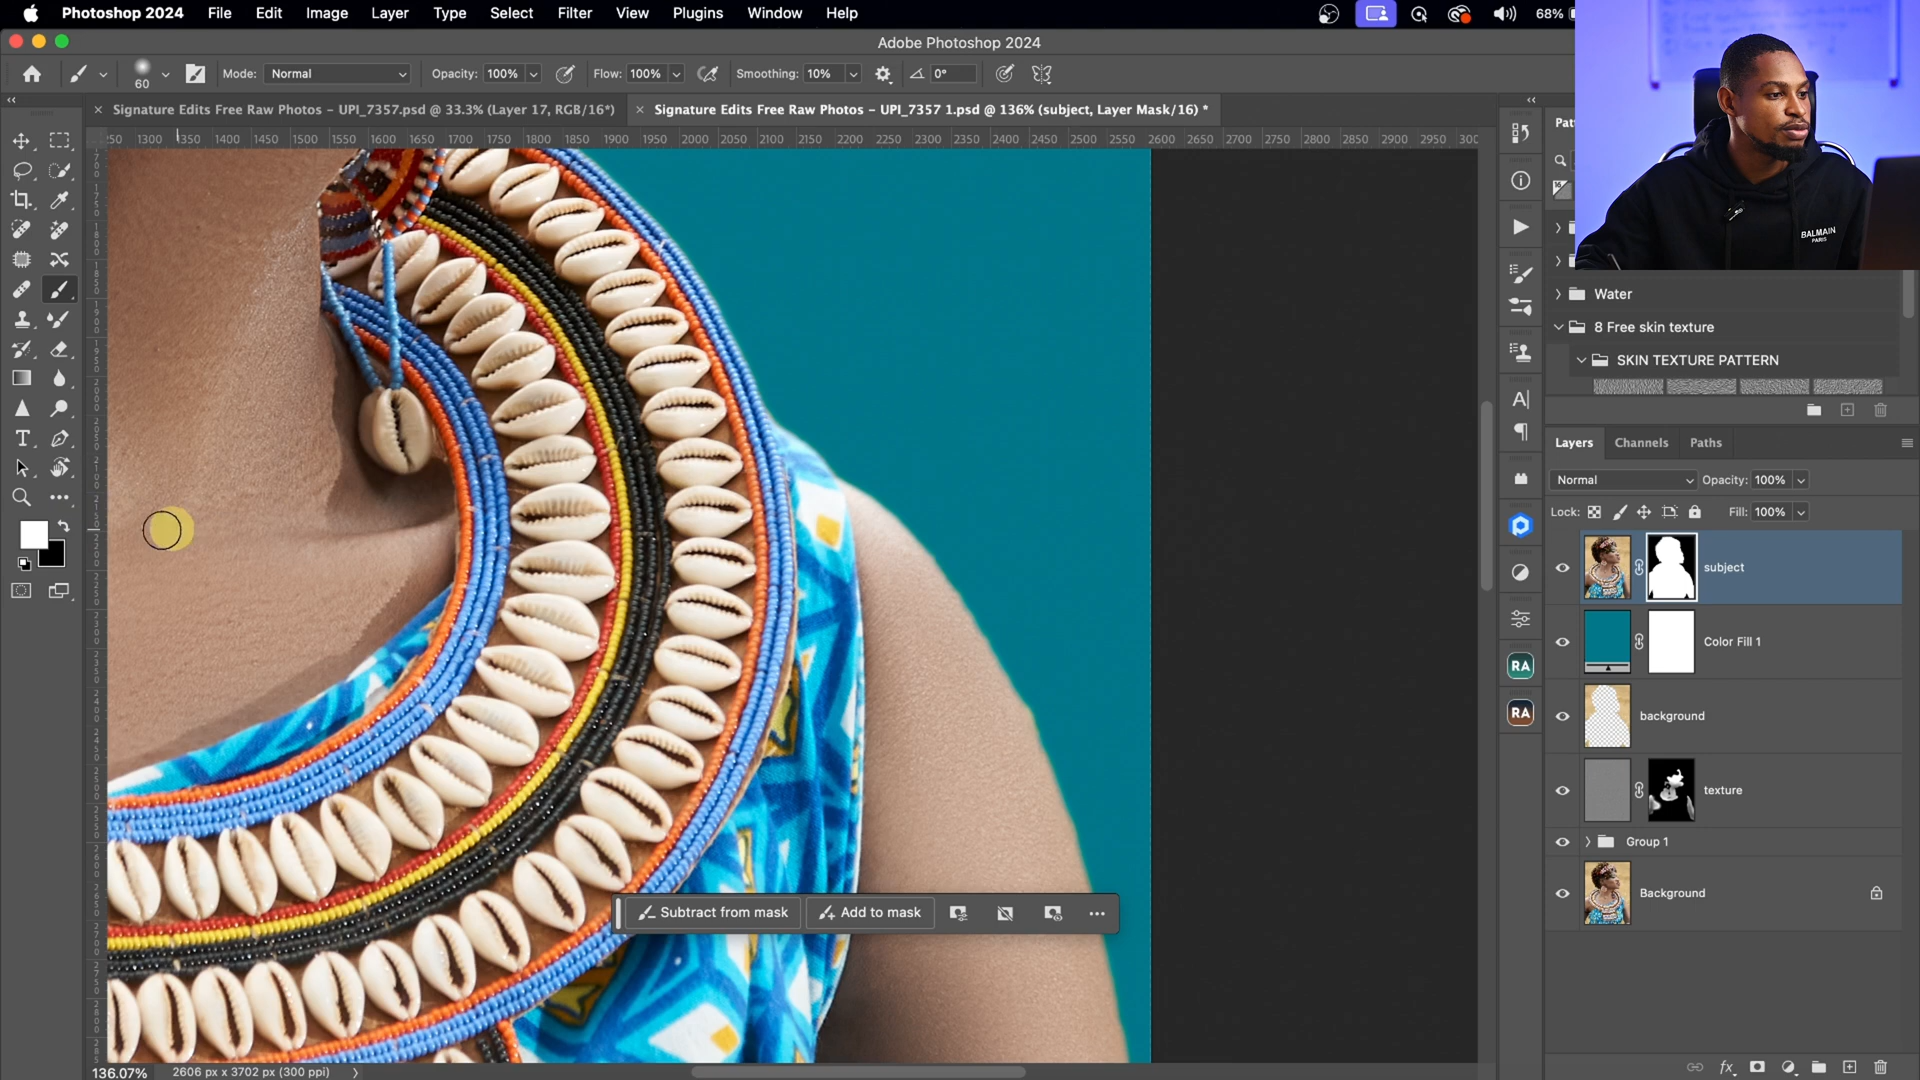 Photoshop 2024 File Edit Image Layer Type Select Filter View Plugins Window Help 68%
Adobe Photoshop 2024
60 Mode: Normal Opacity: 100% Flow: 100% Smoothing: 10% 0°
Signature Edits Free Raw Photos – UPI_7357.psd @ 33.3% (Layer 17, RGB/16*) Signature Edits Free Raw Photos – UPI_7357 1.psd @ 136% (subject, Layer Mask/16) *
1300 1350 1400 1450 1500 1550 1600 1650 1700 1750 1800 1850 1900 1950 2000 2050 2100 2150 2200 2250 2300 2350 2400 2450 2500 2550 2600 2650 2700 2750 2800 2850 2900 2950 300
BALMAIN
PARIS
Water
8 Free skin texture
SKIN TEXTURE PATTERN
Layers Channels Paths
Normal Opacity: 100%
Lock: Fill: 100%
subject
Color Fill 1
background
texture
Group 1
Background
RA
RA
Subtract from mask Add to mask
136.07% 2606 px x 3702 px (300 ppi)